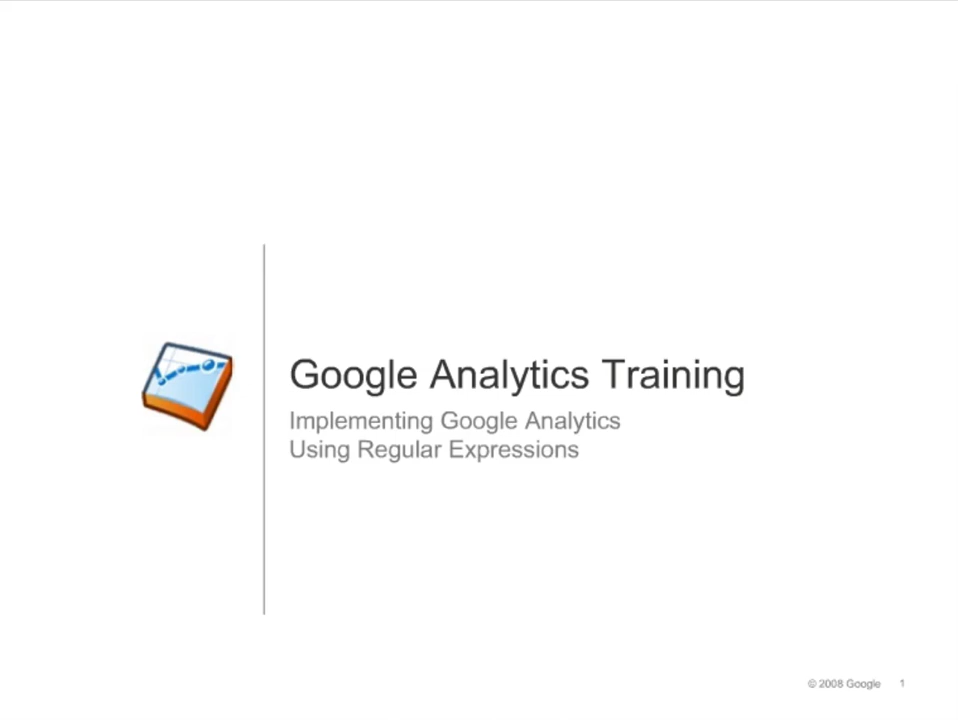 Google Analytics Training
Implementing Google Analytics
Using Regular Expressions
© 2008 Google 1